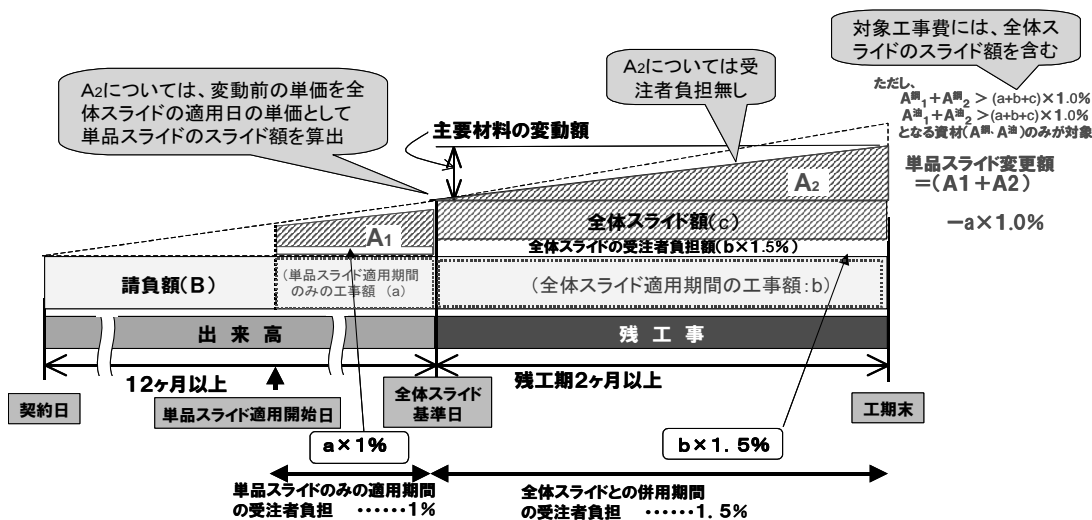 対象工事費には、全体ス
ライドのスライド額を含む
A2については、変動前の単価を全
体スライドの適用日の単価として
単品スライドのスライド額を算出
A2については受
注者負担無し
ただし、
A鋼1+A鋼2>(a+b+c)×1.0%
A油1+A油2>(a+b+c)×1.0%
となる資材(A鋼、A油)のみが対象
主要材料の変動額
単品スライド変更額
=(A1+A2)
-a×1.0%
A2
A1
全体スライド額(c)
全体スライドの受注者負担額(b×1.5%)
請負額(B)
(単品スライド適用期間
のみの工事額 (a)
(全体スライド適用期間の工事額:b)
出来高
残工事
12ヶ月以上
残工期2ヶ月以上
契約日
単品スライド適用開始日
全体スライド
基準日
工期末
a×1%
b×1.5%
単品スライドのみの適用期間
の受注者負担 ……1%
全体スライドとの併用期間
の受注者負担 ……1.5%